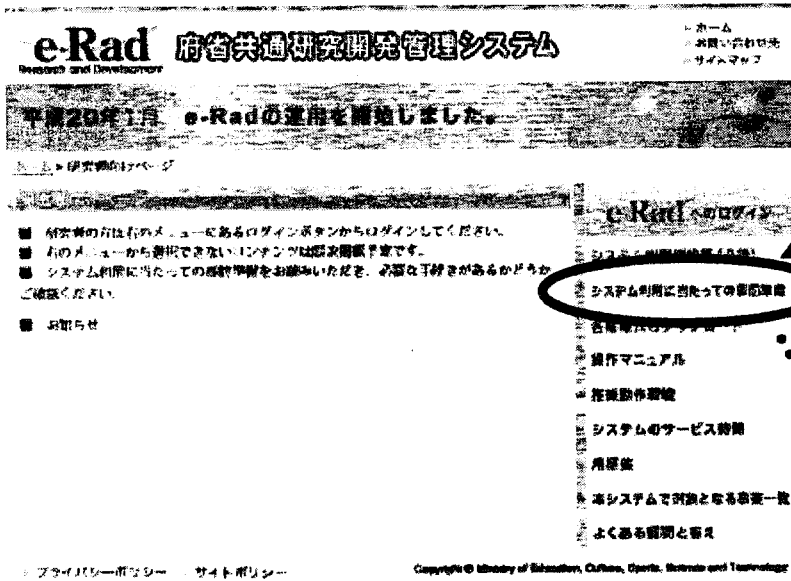 e-Rad 府省共通研究開発管理システム
Research and Development
ホーム
お問い合わせ先
サイトマップ
平成20年1月 e-Radの運用を開始しました。
ホーム > 研究者向けページ
研究者の方は右のメニューにあるログインボタンからログインしてください。
右のメニューから選択できないコンテンツは順次掲載予定です。
システム利用に当たっての事前準備をお読みいただき、必要な手続きがあるかどうか
ご確認ください。
お知らせ
e-Rad へのログイン
システム利用に当たっての事前準備
操作マニュアル
推奨動作環境
システムのサービス時間
用語集
本システムで対象となる事業一覧
よくある質問と答え
プライバシーポリシー サイトポリシー
Copyright © Ministry of Education, Culture, Sports, Science and Technology